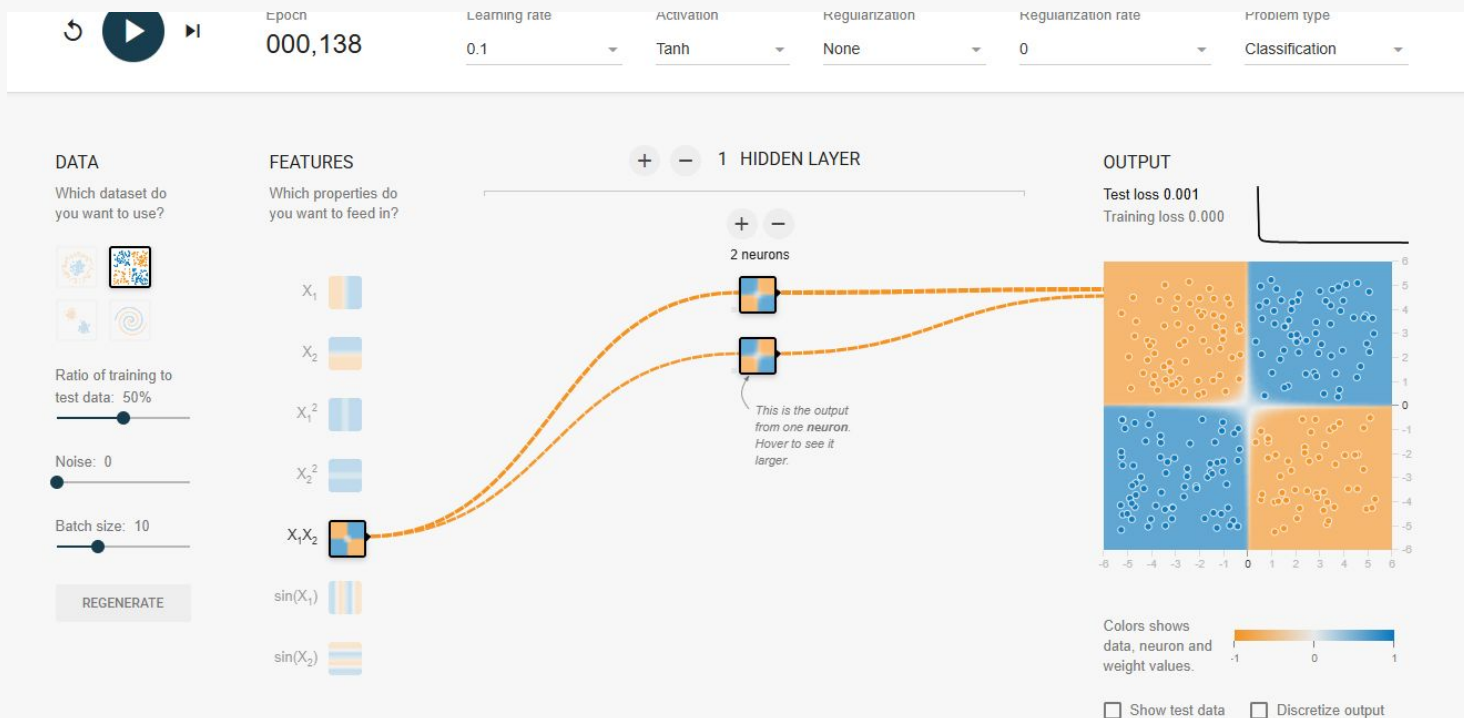 Epoch
000,138
Learning rate
0.1
Activation
Tanh
Regularization
None
Regularization rate
0
Problem type
Classification
DATA
Which dataset do
you want to use?
Ratio of training to
test data: 50%
Noise: 0
Batch size: 10
REGENERATE
FEATURES
Which properties do
you want to feed in?
X₁
X₂
X₁²
X₂²
X₁X₂
sin(X₁)
sin(X₂)
+ − 1 HIDDEN LAYER
+ −
2 neurons
This is the output
from one neuron.
Hover to see it
larger.
OUTPUT
Test loss 0.001
Training loss 0.000
6
5
4
3
2
1
0
-1
-2
-3
-4
-5
-6
-6 -5 -4 -3 -2 -1 0 1 2 3 4 5 6
Colors shows
data, neuron and
weight values.
-1 0 1
Show test data
Discretize output